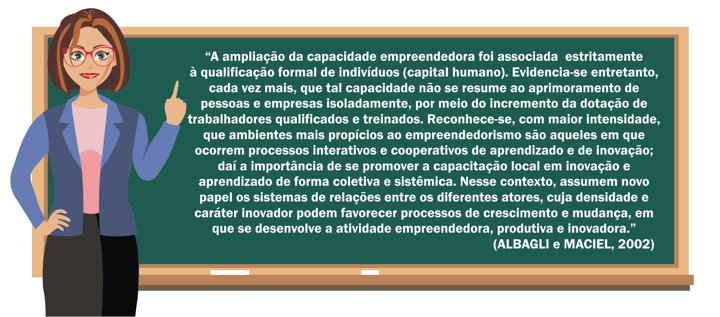 “A ampliação da capacidade empreendedora foi associada  estritamente
à qualificação formal de indivíduos (capital humano). Evidencia-se entretanto,
cada vez mais, que tal capacidade não se resume ao aprimoramento de
pessoas e empresas isoladamente, por meio do incremento da dotação de
trabalhadores qualificados e treinados. Reconhece-se, com maior intensidade,
que ambientes mais propícios ao empreendedorismo são aqueles em que
ocorrem processos interativos e cooperativos de aprendizado e de inovação;
daí a importância de se promover a capacitação local em inovação e
aprendizado de forma coletiva e sistêmica. Nesse contexto, assumem novo
papel os sistemas de relações entre os diferentes atores, cuja densidade e
caráter inovador podem favorecer processos de crescimento e mudança, em
que se desenvolve a atividade empreendedora, produtiva e inovadora.”
(ALBAGLI e MACIEL, 2002)